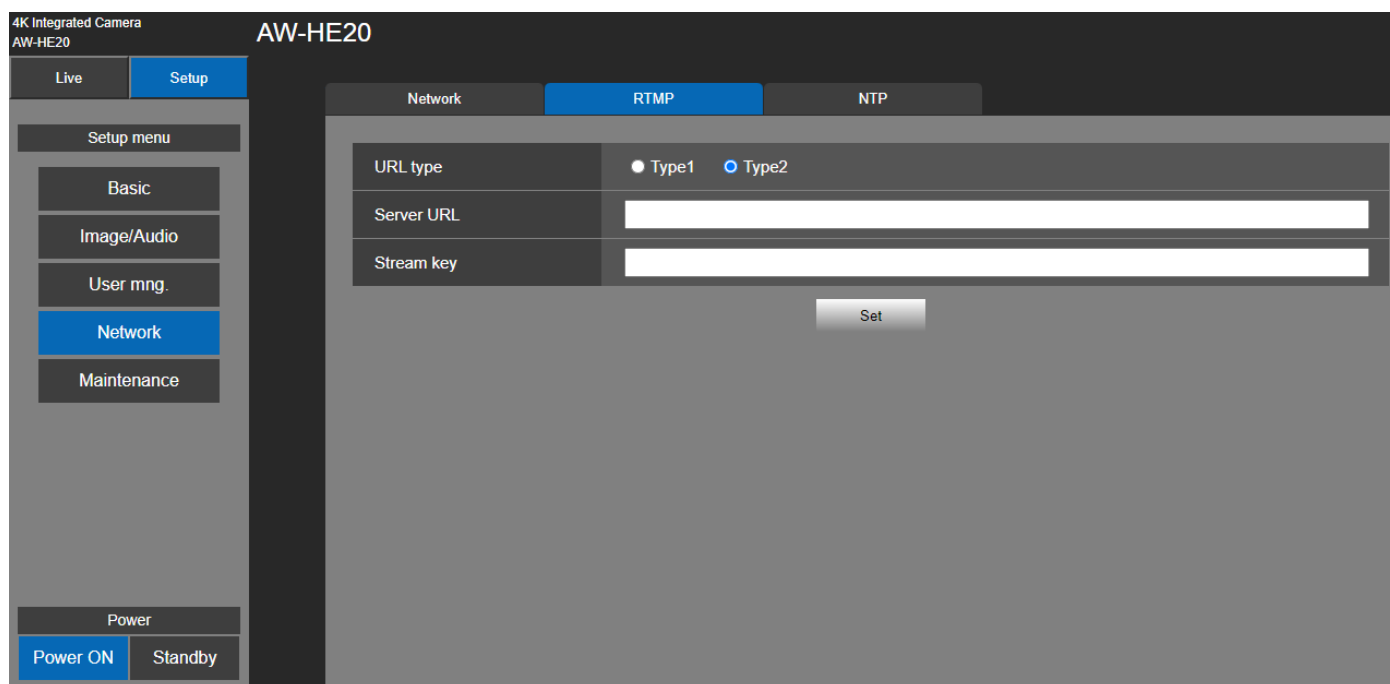 4K Integrated Camera
AW-HE20
AW-HE20
Live Setup
Setup menu
Basic
Image/Audio
User mng.
Network
Maintenance
Power
Power ON Standby
Network RTMP NTP
URL type Type1 Type2
Server URL
Stream key
Set